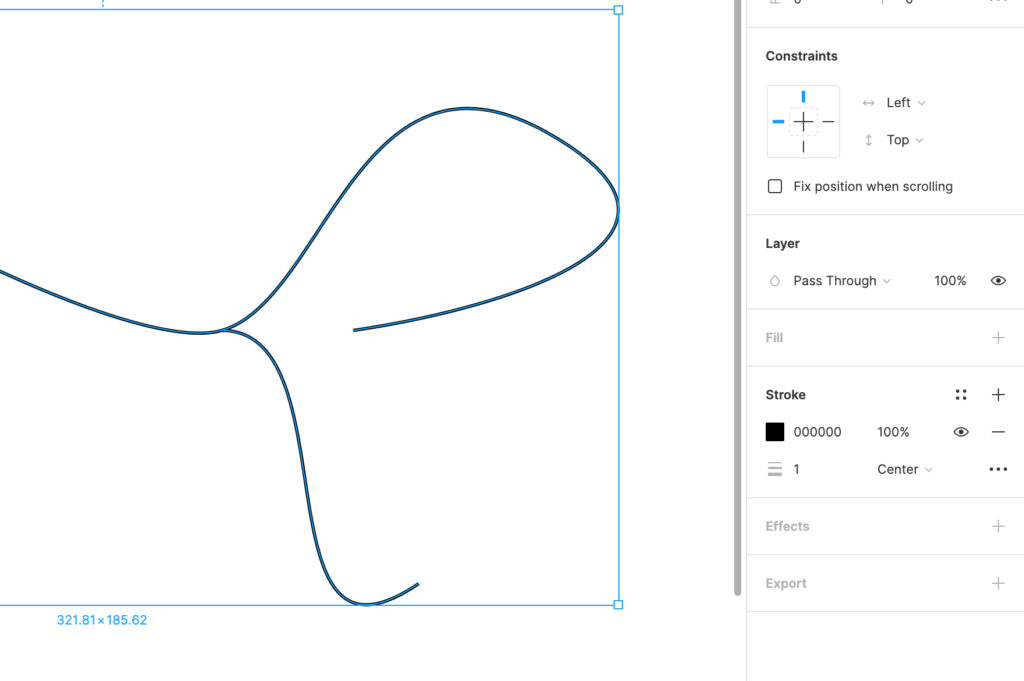 Constraints
Left
Top
Fix position when scrolling
Layer
Pass Through 100%
Fill
Stroke
000000 100%
1 Center
Effects
Export
321.81×185.62